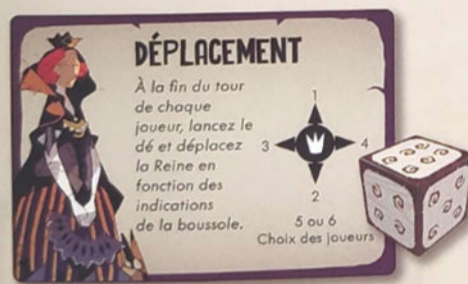 DÉPLACEMENT
À la fin du tour
de chaque
joueur, lancez le
dé et déplacez
la Reine en
fonction des
indications
de la boussole.
1
3 4
2
5 ou 6
Choix des joueurs